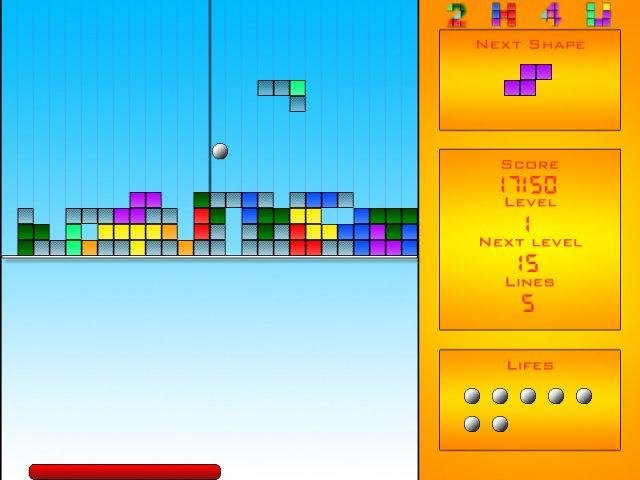 2 H 4 U
Next Shape
Score
17150
Level
1
Next level
15
Lines
5
Lifes